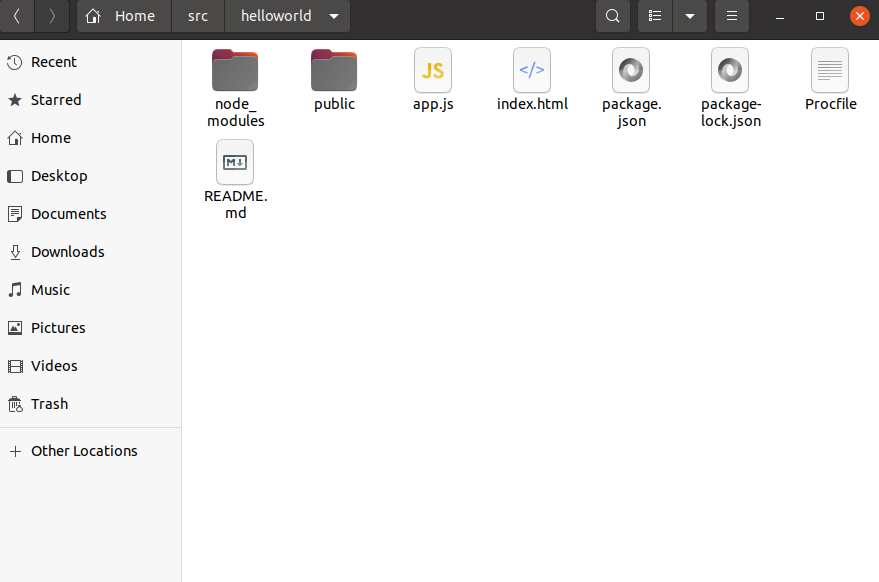 Home src helloworld
Recent
Starred
Home
Desktop
Documents
Downloads
Music
Pictures
Videos
Trash
Other Locations
node_
modules
public
app.js
JS
index.html
</>
package.
json
package-
lock.json
Procfile
README.
md
M